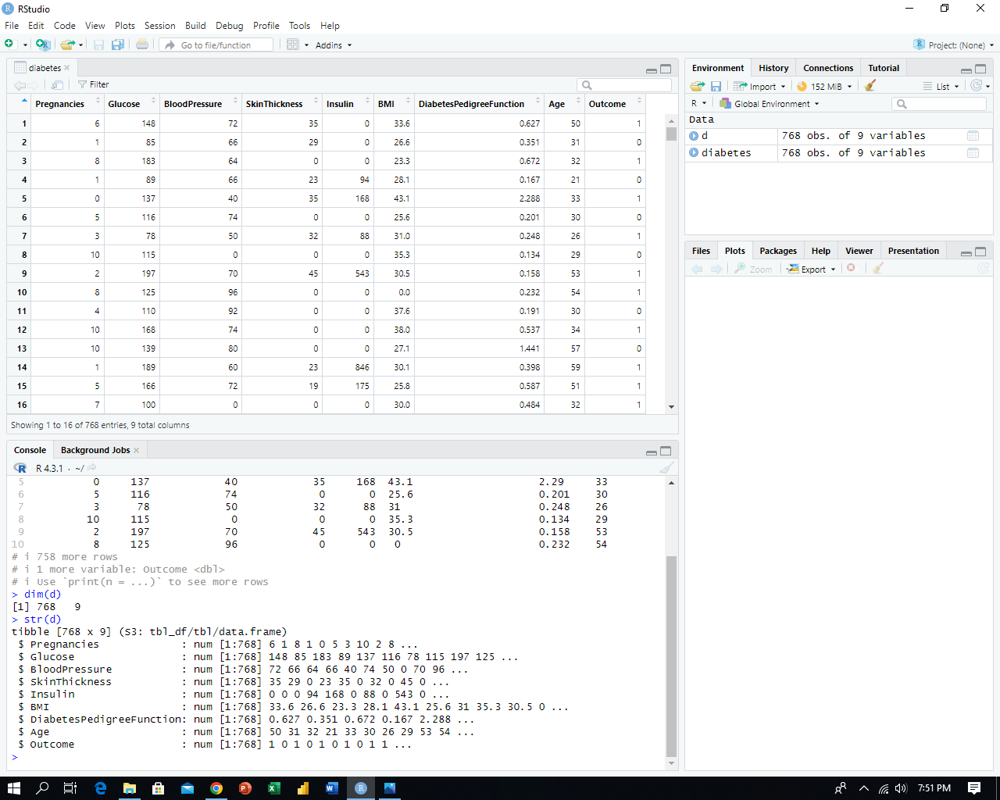 RStudio
File Edit Code View Plots Session Build Debug Profile Tools Help
Go to file/function Addins Project: (None)
diabetes
Filter
Pregnancies Glucose BloodPressure SkinThickness Insulin BMI DiabetesPedigreeFunction Age Outcome
1 6 148 72 35 0 33.6 0.627 50 1
2 1 85 66 29 0 26.6 0.351 31 0
3 8 183 64 0 0 23.3 0.672 32 1
4 1 89 66 23 94 28.1 0.167 21 0
5 0 137 40 35 168 43.1 2.288 33 1
6 5 116 74 0 0 25.6 0.201 30 0
7 3 78 50 32 88 31.0 0.248 26 1
8 10 115 0 0 0 35.3 0.134 29 0
9 2 197 70 45 543 30.5 0.158 53 1
10 8 125 96 0 0 0.0 0.232 54 1
11 4 110 92 0 0 37.6 0.191 30 0
12 10 168 74 0 0 38.0 0.537 34 1
13 10 139 80 0 0 27.1 1.441 57 0
14 1 189 60 23 846 30.1 0.398 59 1
15 5 166 72 19 175 25.8 0.587 51 1
16 7 100 0 0 0 30.0 0.484 32 1
Showing 1 to 16 of 768 entries, 9 total columns
Console Background Jobs
R 4.3.1 · ~/
5 0 137 40 35 168 43.1 2.29 33
6 5 116 74 0 0 25.6 0.201 30
7 3 78 50 32 88 31 0.248 26
8 10 115 0 0 0 35.3 0.134 29
9 2 197 70 45 543 30.5 0.158 53
10 8 125 96 0 0 0 0.232 54
# i 758 more rows
# i 1 more variable: Outcome <dbl>
# i Use `print(n = ...)` to see more rows
> dim(d)
[1] 768 9
> str(d)
tibble [768 x 9] (S3: tbl_df/tbl/data.frame)
$ Pregnancies : num [1:768] 6 1 8 1 0 5 3 10 2 8 ...
$ Glucose : num [1:768] 148 85 183 89 137 116 78 115 197 125 ...
$ BloodPressure : num [1:768] 72 66 64 66 40 74 50 0 70 96 ...
$ SkinThickness : num [1:768] 35 29 0 23 35 0 32 0 45 0 ...
$ Insulin : num [1:768] 0 0 0 94 168 0 88 0 543 0 ...
$ BMI : num [1:768] 33.6 26.6 23.3 28.1 43.1 25.6 31 35.3 30.5 0 ...
$ DiabetesPedigreeFunction: num [1:768] 0.627 0.351 0.672 0.167 2.288 ...
$ Age : num [1:768] 50 31 32 21 33 30 26 29 53 54 ...
$ Outcome : num [1:768] 1 0 1 0 1 0 1 0 1 1 ...
>
Environment History Connections Tutorial
Import 152 MiB List
R Global Environment
Data
d 768 obs. of 9 variables
diabetes 768 obs. of 9 variables
Files Plots Packages Help Viewer Presentation
Zoom Export
7:51 PM